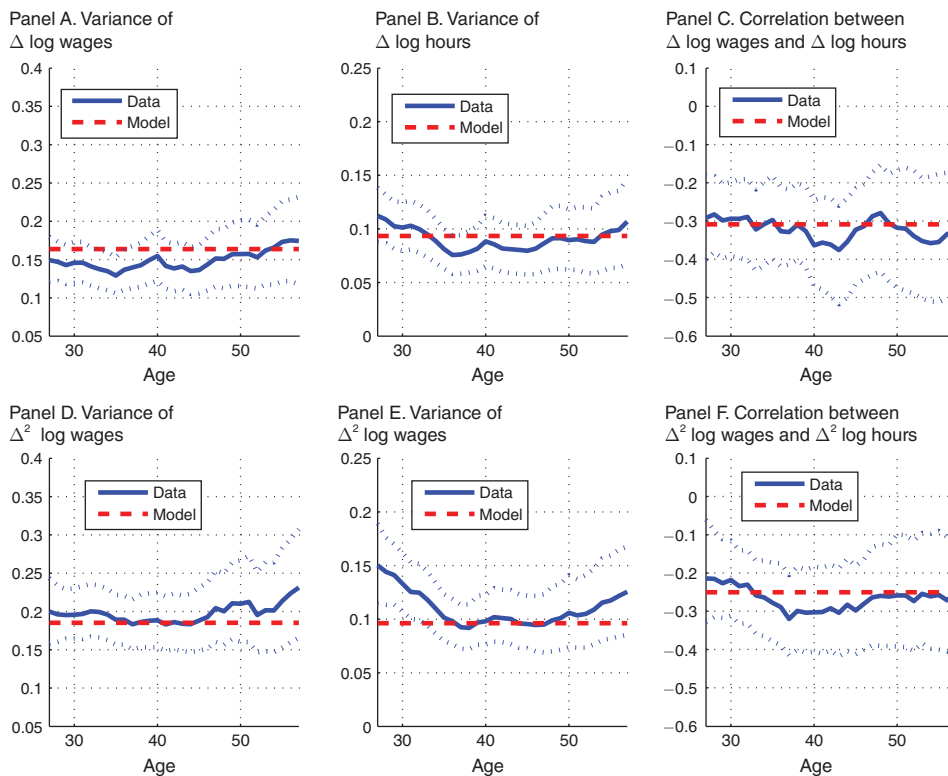 Panel A. Variance of
Δ log wages
0.4
0.35
0.3
0.25
0.2
0.15
0.1
0.05
30
40
50
Age
Data
Model
Panel B. Variance of
Δ log hours
0.25
0.2
0.15
0.1
0.05
0
30
40
50
Age
Data
Model
Panel C. Correlation between
Δ log wages and Δ log hours
0.1
0
−0.1
−0.2
−0.3
−0.4
−0.5
−0.6
30
40
50
Age
Data
Model
Panel D. Variance of
Δ² log wages
0.4
0.35
0.3
0.25
0.2
0.15
0.1
0.05
30
40
50
Age
Data
Model
Panel E. Variance of
Δ² log wages
0.25
0.2
0.15
0.1
0.05
0
30
40
50
Age
Data
Model
Panel F. Correlation between
Δ² log wages and Δ² log hours
0.1
0
−0.1
−0.2
−0.3
−0.4
−0.5
−0.6
30
40
50
Age
Data
Model